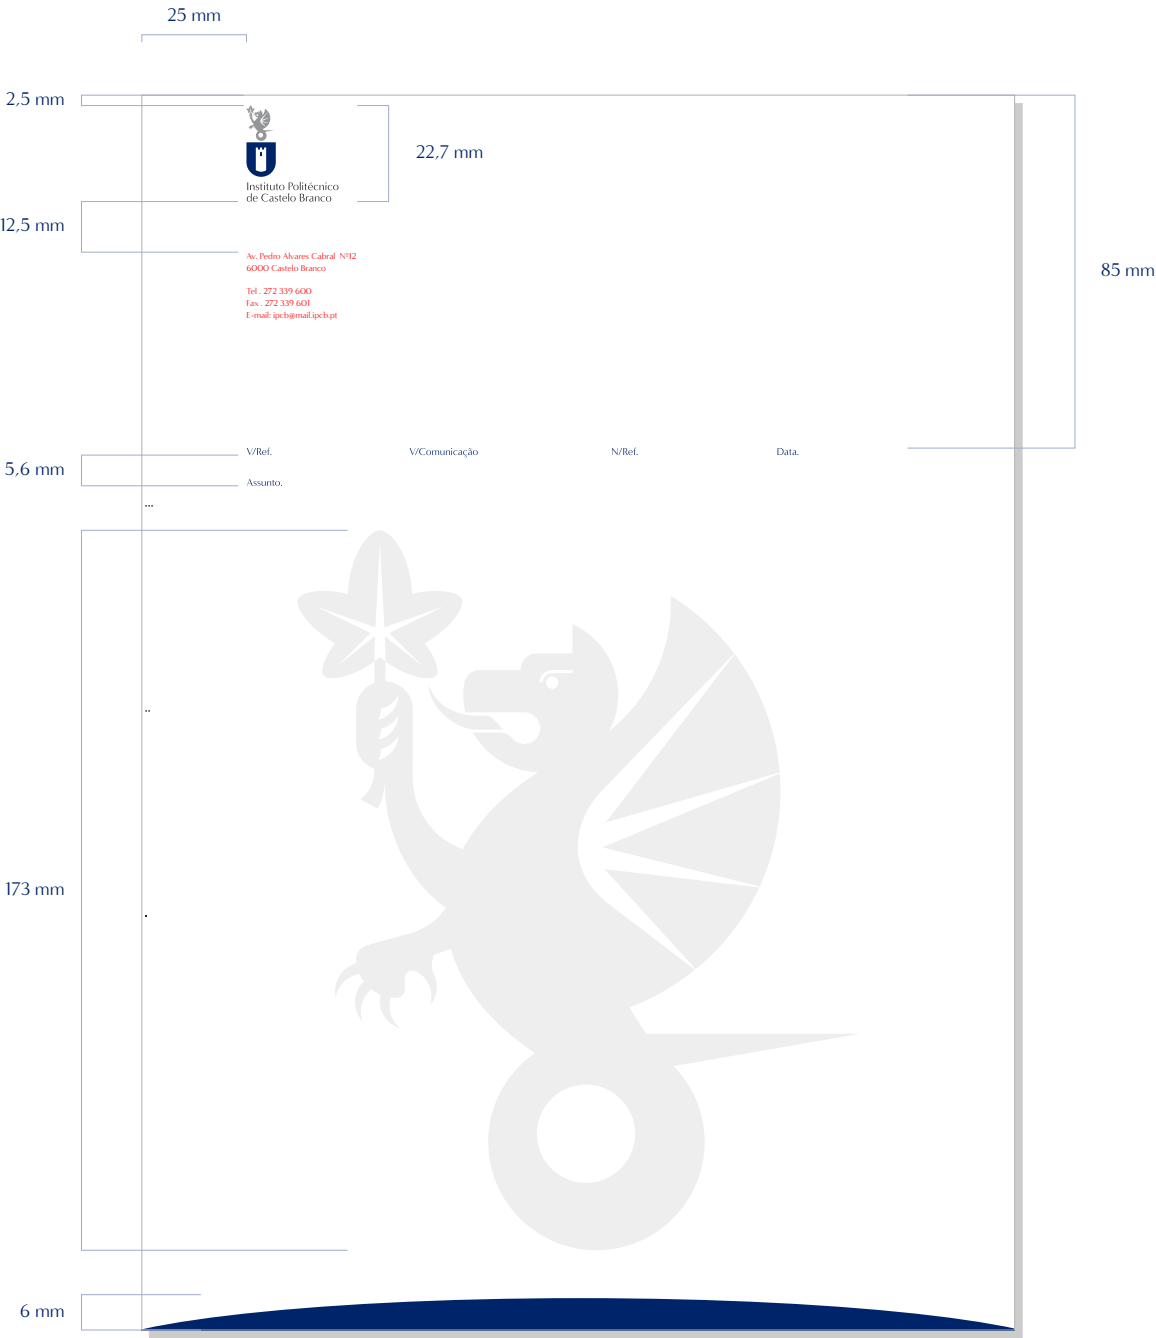 25 mm
2,5 mm
22,7 mm
Instituto Politécnico
de Castelo Branco
12,5 mm
Av. Pedro Alvares Cabral Nº12
6000 Castelo Branco
85 mm
Tel . 272 339 600
Fax . 272 339 601
E-mail: ipcb@mail.ipcb.pt
V/Ref. V/Comunicação N/Ref. Data.
5,6 mm
Assunto.
...
..
173 mm
.
6 mm